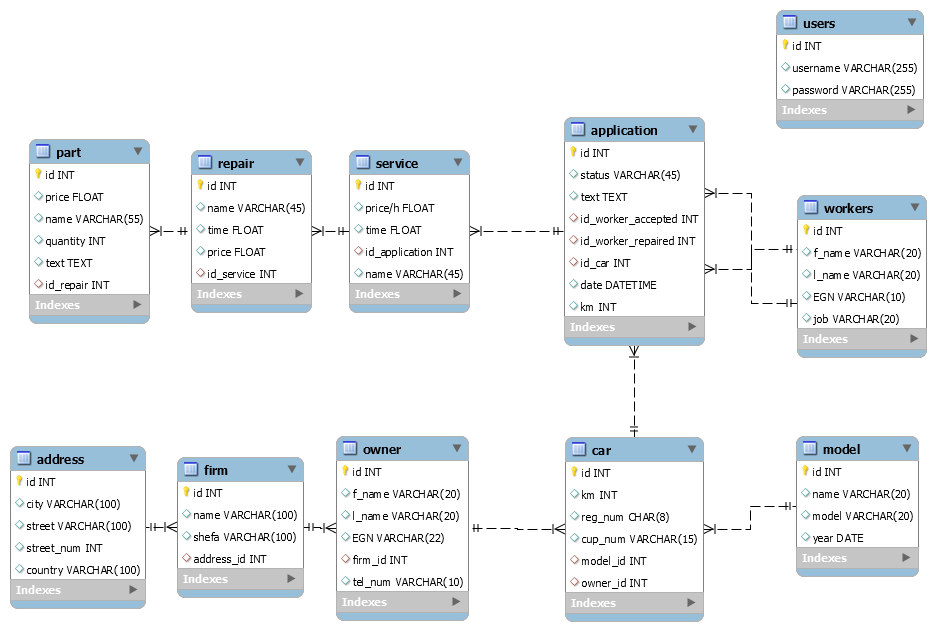 users
id INT
username VARCHAR(255)
password VARCHAR(255)
Indexes
part
id INT
price FLOAT
name VARCHAR(55)
quantity INT
text TEXT
id_repair INT
Indexes
repair
id INT
name VARCHAR(45)
time FLOAT
price FLOAT
id_service INT
Indexes
service
id INT
price/h FLOAT
time FLOAT
id_application INT
name VARCHAR(45)
Indexes
application
id INT
status VARCHAR(45)
text TEXT
id_worker_accepted INT
id_worker_repaired INT
id_car INT
date DATETIME
km INT
Indexes
workers
id INT
f_name VARCHAR(20)
l_name VARCHAR(20)
EGN VARCHAR(10)
job VARCHAR(20)
Indexes
address
id INT
city VARCHAR(100)
street VARCHAR(100)
street_num INT
country VARCHAR(100)
Indexes
firm
id INT
name VARCHAR(100)
shefa VARCHAR(100)
address_id INT
Indexes
owner
id INT
f_name VARCHAR(20)
l_name VARCHAR(20)
EGN VARCHAR(22)
firm_id INT
tel_num VARCHAR(10)
Indexes
car
id INT
km INT
reg_num CHAR(8)
cup_num VARCHAR(15)
model_id INT
owner_id INT
Indexes
model
id INT
name VARCHAR(20)
model VARCHAR(20)
year DATE
Indexes